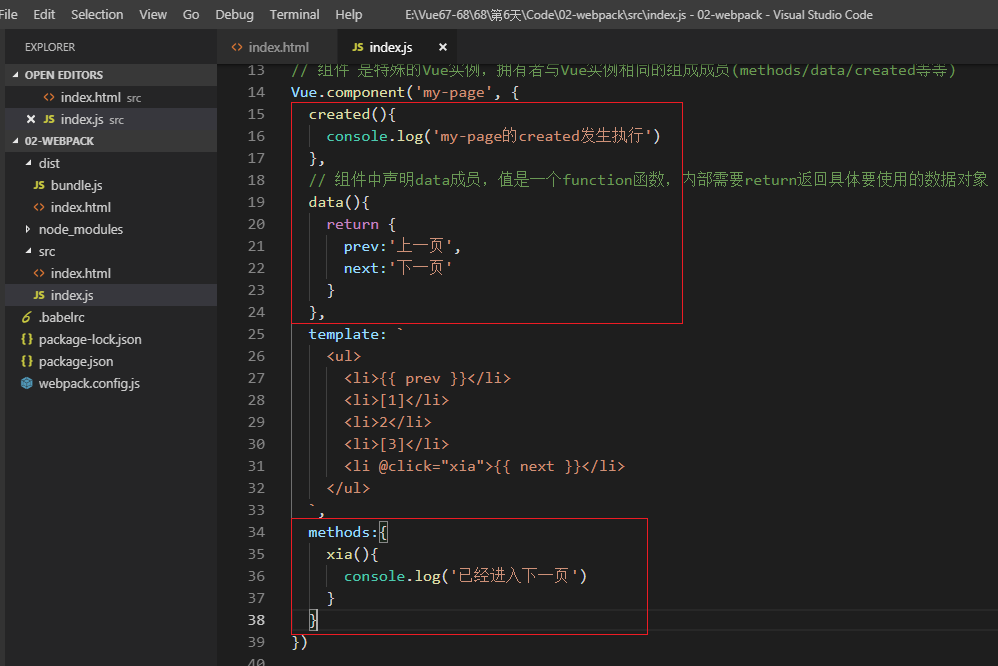 File Edit Selection View Go Debug Terminal Help E:\Vue67-68\68\第6天\Code\02-webpack\src\index.js - 02-webpack - Visual Studio Code
EXPLORER
OPEN EDITORS
index.html src
index.js src
02-WEBPACK
dist
JS bundle.js
index.html
node_modules
src
index.html
JS index.js
.babelrc
package-lock.json
package.json
webpack.config.js
index.html JS index.js
13 // 组件 是特殊的Vue实例，拥有者与Vue实例相同的组成成员(methods/data/created等等)
14 Vue.component('my-page', {
15 created(){
16 console.log('my-page的created发生执行')
17 },
18 // 组件中声明data成员，值是一个function函数，内部需要return返回具体要使用的数据对象
19 data(){
20 return {
21 prev:'上一页',
22 next:'下一页'
23 }
24 },
25 template: `
26 <ul>
27 <li>{{ prev }}</li>
28 <li>[1]</li>
29 <li>2</li>
30 <li>[3]</li>
31 <li @click="xia">{{ next }}</li>
32 </ul>
33 `,
34 methods:{
35 xia(){
36 console.log('已经进入下一页')
37 }
38 }
39 })
40